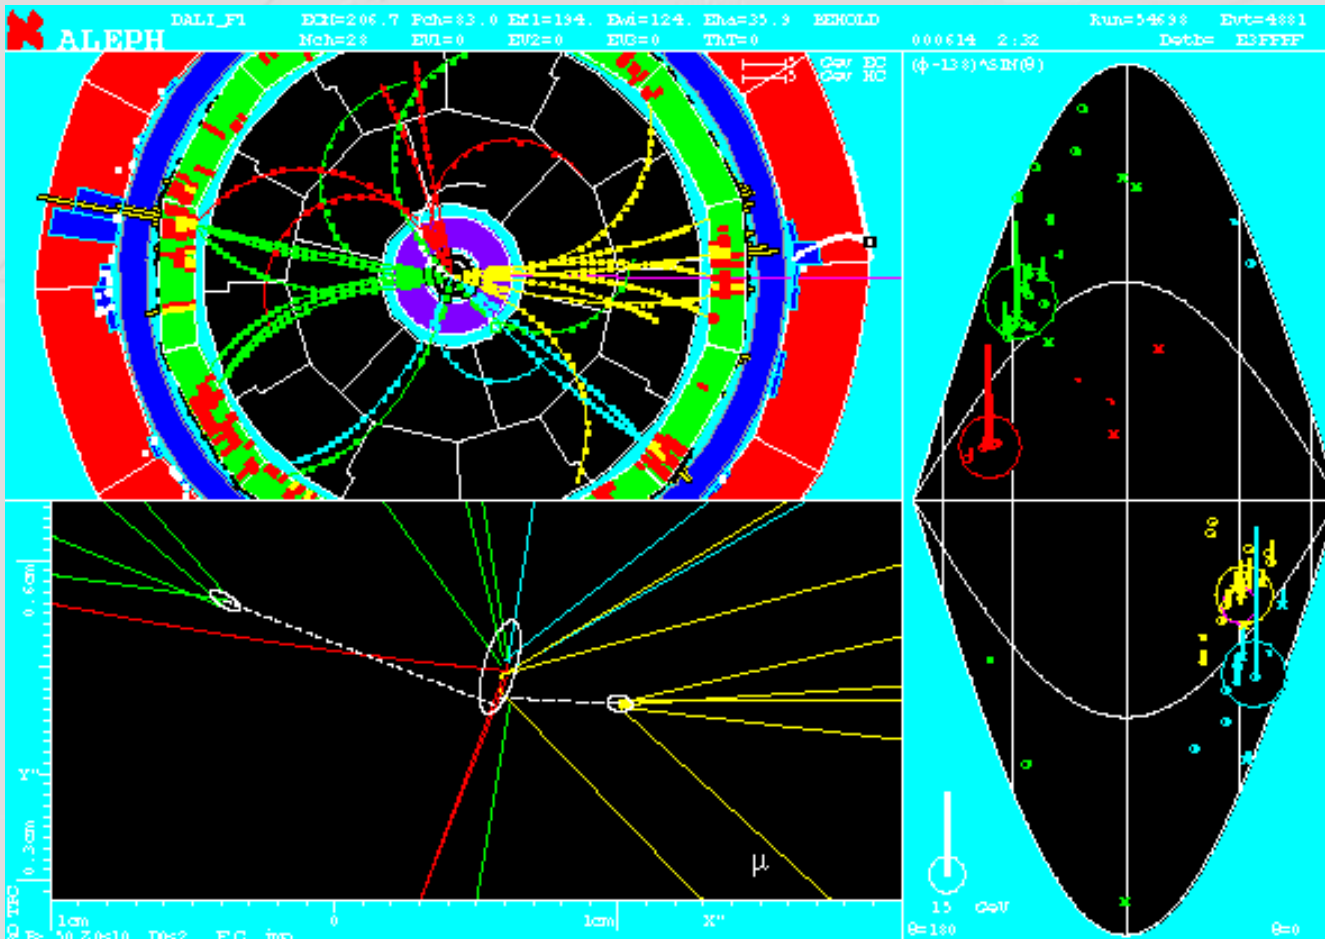 ALEPH
DALI_F1 ECM=206.7 Pch=83.0 Efl=194. Ewi=124. Eha=35.9 BEHOLD
Nch=28 EV1=0 EV2=0 EV3=0 ThT=0
Run=54698 Evt=4881
000614 2:32 Detb= E3FFFF
GeV EC
GeV HC
(φ-138)*SIN(θ)
0.6cm
Y"
0.3cm
μ
1cm 0 1cm X"
15 GeV
θ=180 θ=0